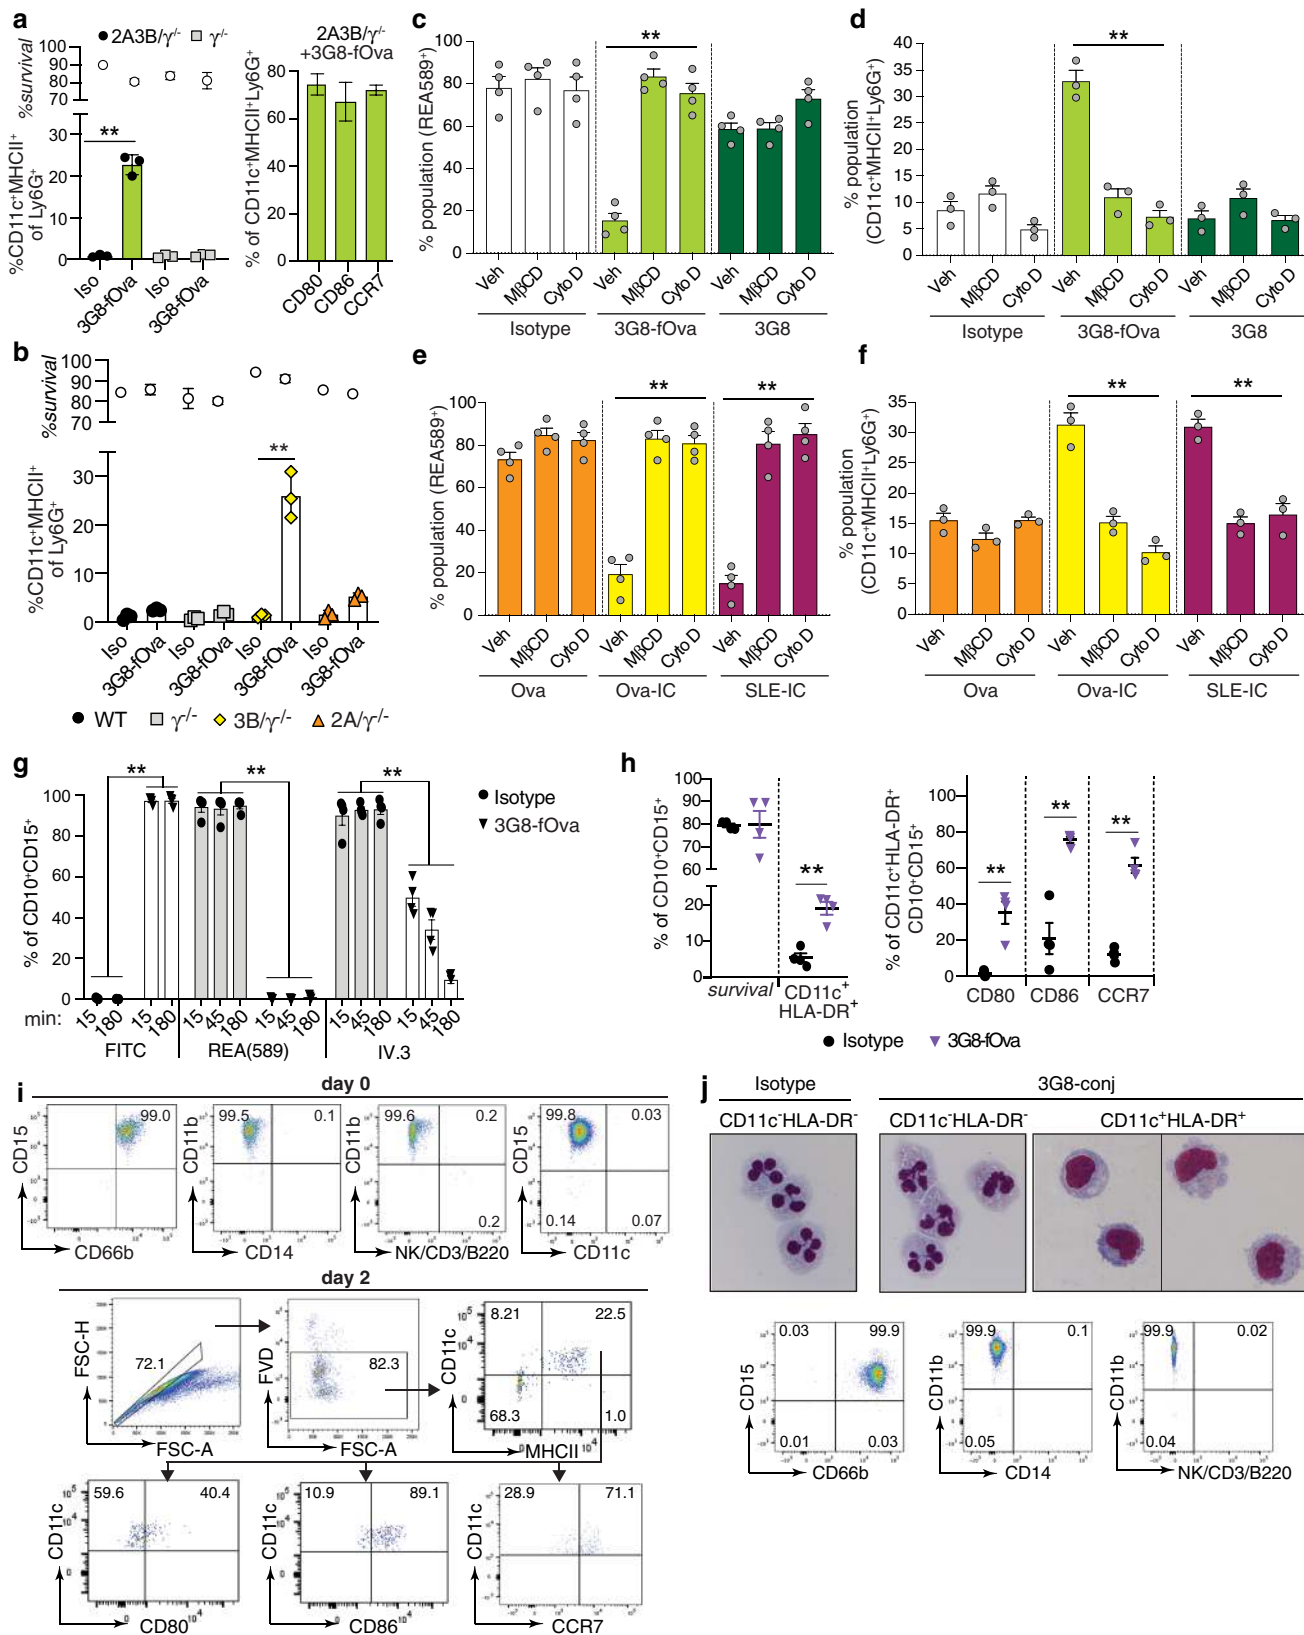 a
● 2A3B/γ-/- □ γ-/-
%survival
100
90
80
70
%CD11c+MHCII+
of Ly6G+
30
20
10
0
**
Iso
3G8-fOva
Iso
3G8-fOva
2A3B/γ-/-
+3G8-fOva
% of CD11c+MHCII+Ly6G+
80
60
40
20
0
CD80
CD86
CCR7
b
%survival
100
90
80
70
%CD11c+MHCII+
of Ly6G+
30
20
10
0
**
Iso
3G8-fOva
Iso
3G8-fOva
Iso
3G8-fOva
Iso
3G8-fOva
● WT □ γ-/- ◇ 3B/γ-/- △ 2A/γ-/-
c
% population (REA589+)
100
80
60
40
20
0
**
Veh
MβCD
Cyto D
Veh
MβCD
Cyto D
Veh
MβCD
Cyto D
Isotype
3G8-fOva
3G8
d
% population
(CD11c+MHCII+Ly6G+)
40
35
30
25
20
15
10
5
0
**
Veh
MβCD
Cyto D
Veh
MβCD
Cyto D
Veh
MβCD
Cyto D
Isotype
3G8-fOva
3G8
e
% population (REA589+)
100
80
60
40
20
0
**
**
Veh
MβCD
Cyto D
Veh
MβCD
Cyto D
Veh
MβCD
Cyto D
Ova
Ova-IC
SLE-IC
f
% population
(CD11c+MHCII+Ly6G+)
35
30
25
20
15
10
5
0
**
**
Veh
MβCD
Cyto D
Veh
MβCD
Cyto D
Veh
MβCD
Cyto D
Ova
Ova-IC
SLE-IC
g
% of CD10+CD15+
100
80
60
40
20
0
**
**
**
● Isotype
▼ 3G8-fOva
min:
15
180
15
180
15
45
180
15
45
180
15
45
180
15
45
180
FITC
REA(589)
IV.3
h
% of CD10+CD15+
100
90
80
70
60
20
10
0
**
survival
CD11c+
HLA-DR+
% of CD11c+HLA-DR+
CD10+CD15+
80
60
40
20
0
**
**
**
CD80
CD86
CCR7
● Isotype ▼ 3G8-fOva
i
day 0
99.0
CD15
CD66b
99.5
0.1
CD11b
CD14
99.6
0.2
0.2
CD11b
NK/CD3/B220
99.8
0.03
0.14
0.07
CD15
CD11c
day 2
72.1
FSC-H
FSC-A
82.3
FVD
FSC-A
8.21
22.5
68.3
1.0
CD11c
MHCII
59.6
40.4
CD11c
CD80
10.9
89.1
CD11c
CD86
28.9
71.1
CD11c
CCR7
j
Isotype
3G8-conj
CD11c-HLA-DR-
CD11c-HLA-DR-
CD11c+HLA-DR+
0.03
99.9
0.01
0.03
CD15
CD66b
99.9
0.1
0.05
CD11b
CD14
99.9
0.02
0.04
CD11b
NK/CD3/B220